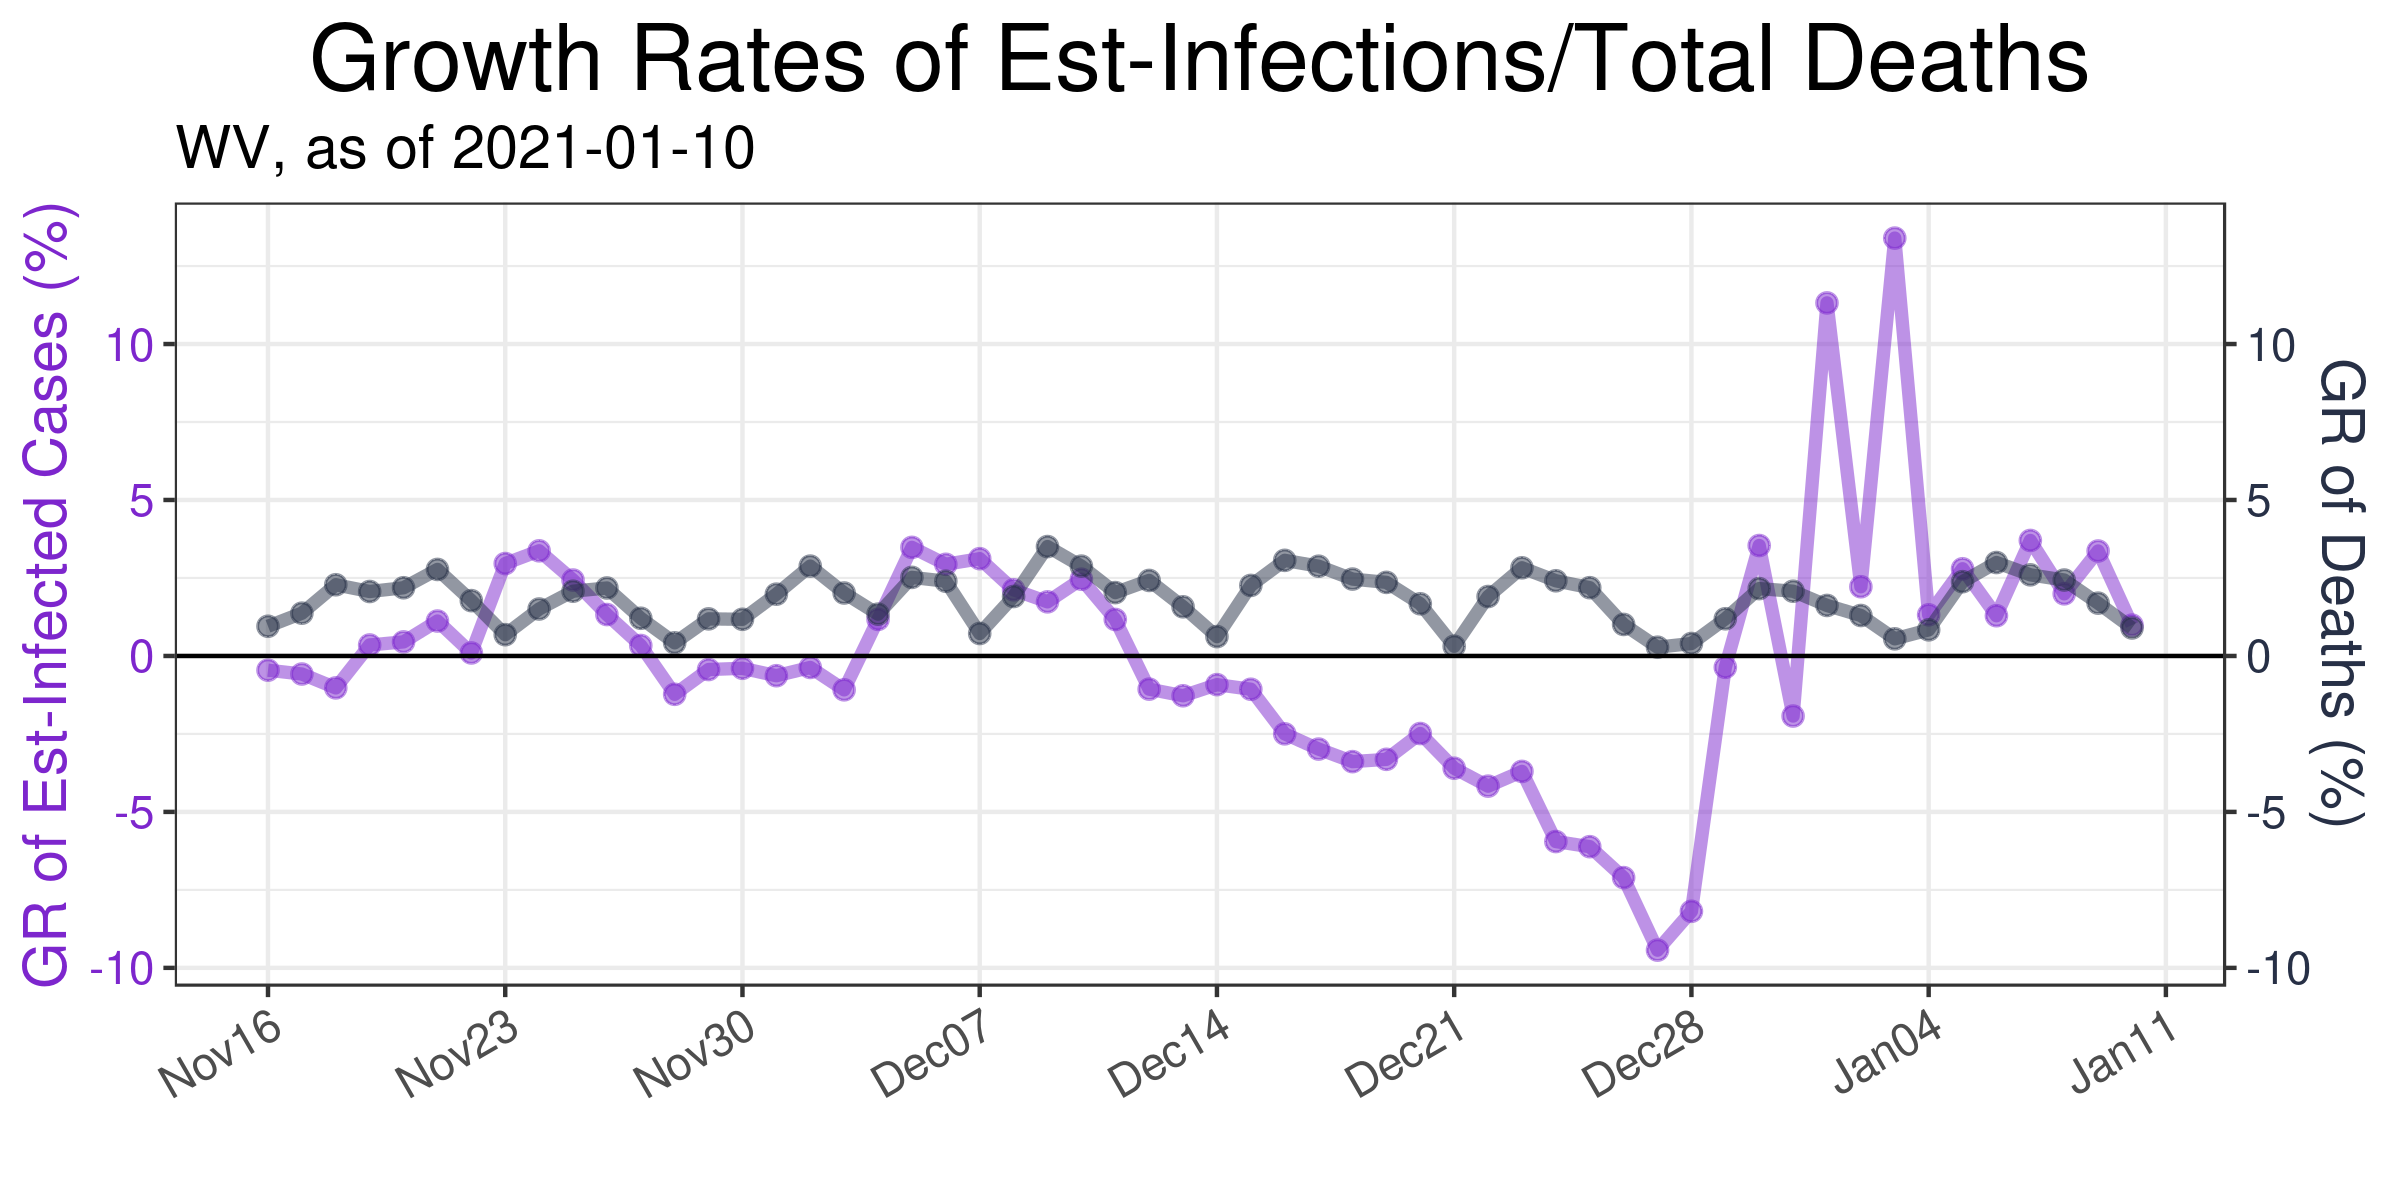 Growth Rates of Est-Infections/Total Deaths
WV, as of 2021-01-10
GR of Est-Infected Cases (%)
10
5
0
-5
-10
10
5
0
-5
-10
GR of Deaths (%)
Nov16
Nov23
Nov30
Dec07
Dec14
Dec21
Dec28
Jan04
Jan11